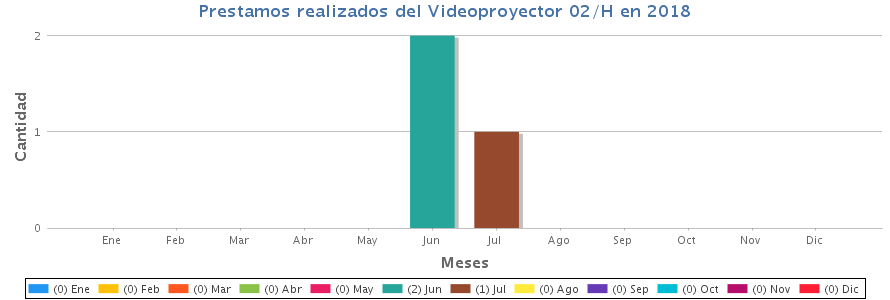 Prestamos realizados del Videoproyector 02/H en 2018
2
1
0
Cantidad
Ene Feb Mar Abr May Jun Jul Ago Sep Oct Nov Dic
Meses
(0) Ene (0) Feb (0) Mar (0) Abr (0) May (2) Jun (1) Jul (0) Ago (0) Sep (0) Oct (0) Nov (0) Dic